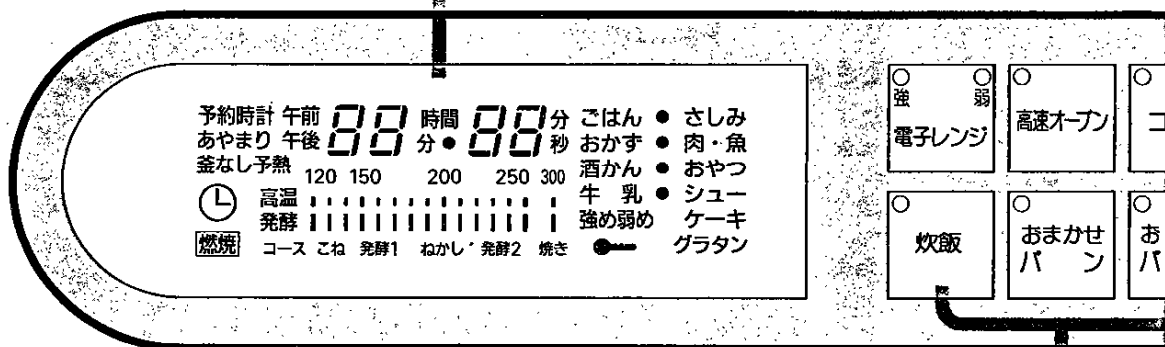 予約時計 午前 88 時間 88 分 ごはん ● さしみ
あやまり 午後 分 ● 秒 おかず ● 肉・魚
釜なし予熱 酒かん ● おやつ
120 150 200 250 300
高温 牛 乳 ● シュー
発酵 強め弱め ケーキ
燃焼 コース こね 発酵1 ねかし 発酵2 焼き グラタン
強 弱
電子レンジ
高速オーブン
コ
炊飯
おまかせ
パン
お
パ